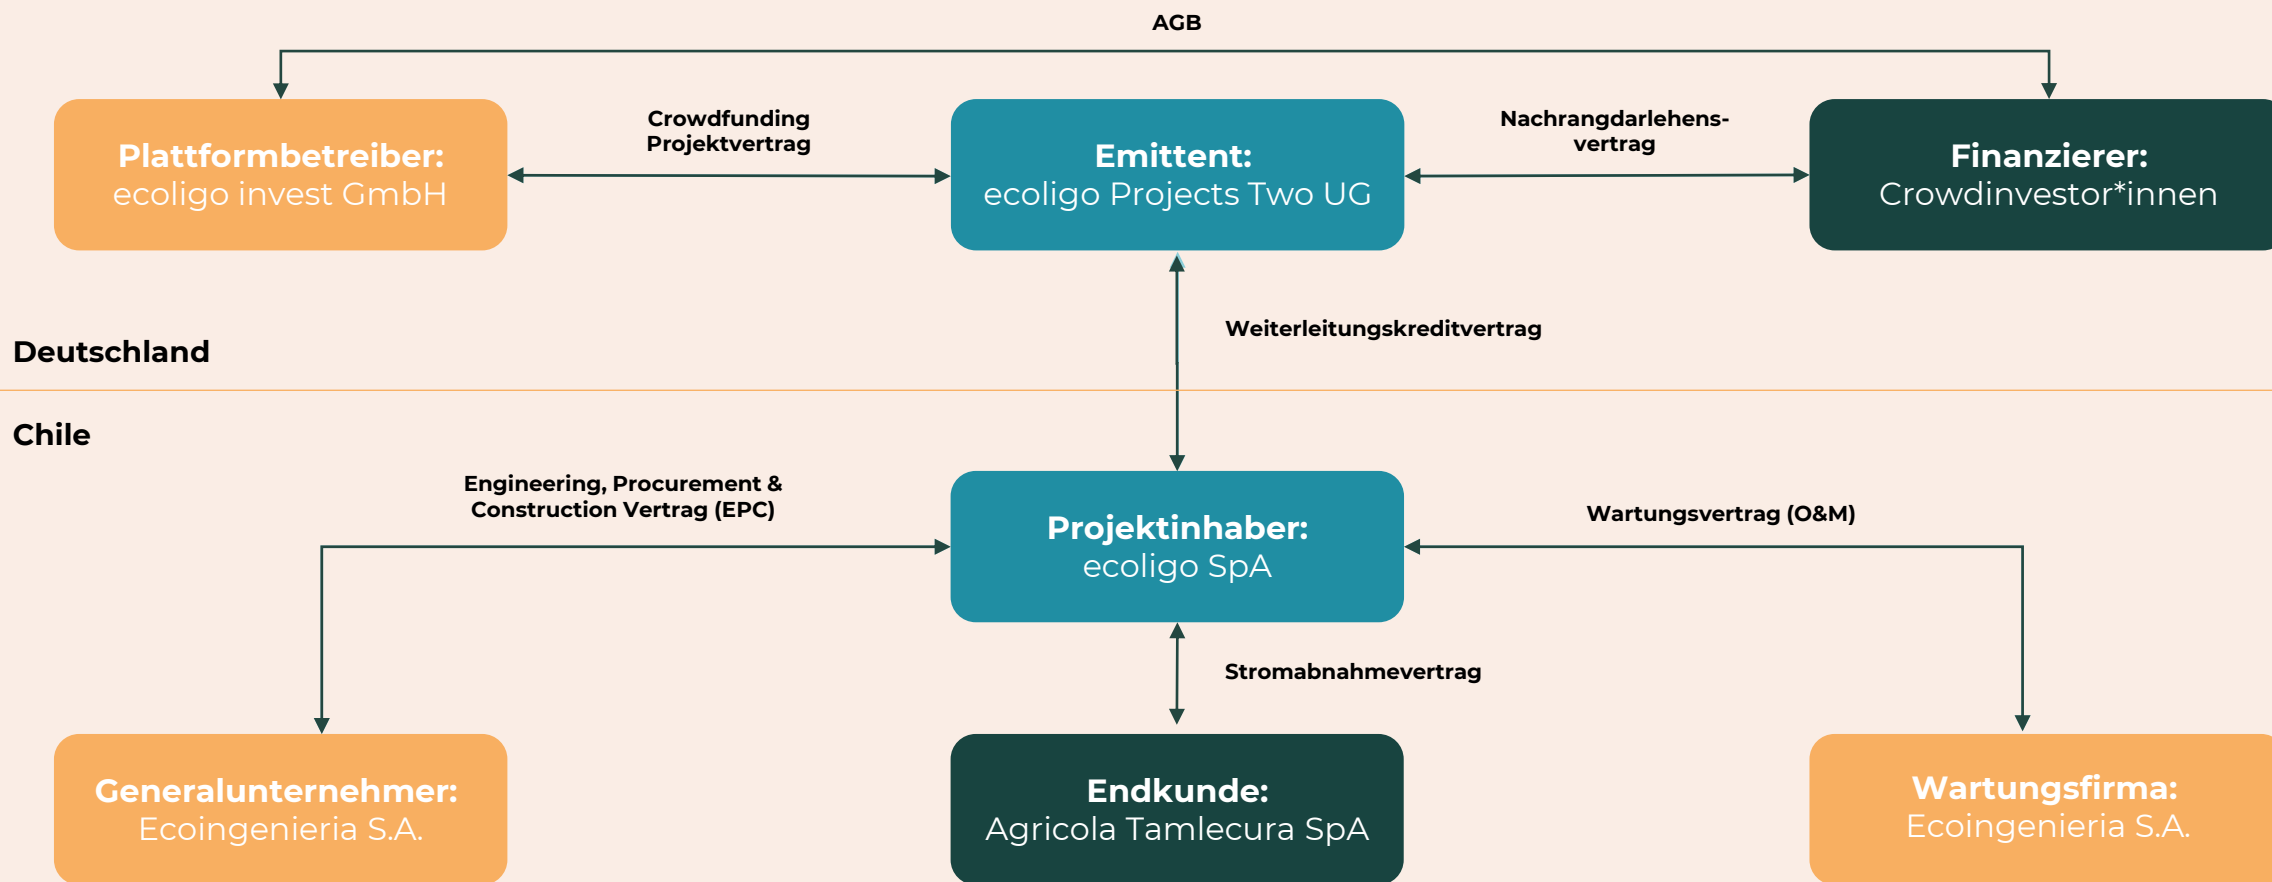 AGB
Crowdfunding
Projektvertrag
Nachrangdarlehens-
vertrag
Plattformbetreiber:
ecoligo invest GmbH
Emittent:
ecoligo Projects Two UG
Finanzierer:
Crowdinvestor*innen
Weiterleitungskreditvertrag
Deutschland
Chile
Engineering, Procurement &
Construction Vertrag (EPC)
Wartungsvertrag (O&M)
Projektinhaber:
ecoligo SpA
Stromabnahmevertrag
Generalunternehmer:
Ecoingenieria S.A.
Endkunde:
Agricola Tamlecura SpA
Wartungsfirma:
Ecoingenieria S.A.